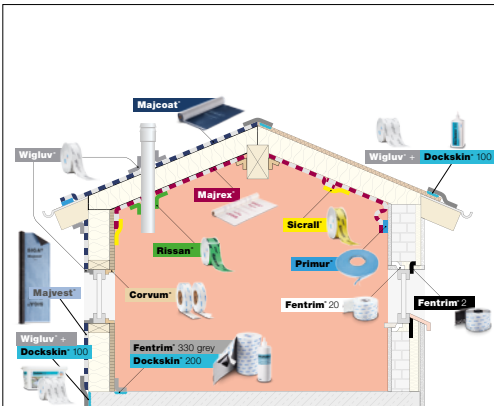 Majcoat®
Wigluv®
Wigluv® + Dockskin® 100
Majrex®
Sicrall®
Rissan®
Primur®
Majvest®
Corvum®
Fentrim® 20
Fentrim® 2
Wigluv® +
Dockskin® 100
Fentrim® 330 grey
Dockskin® 200